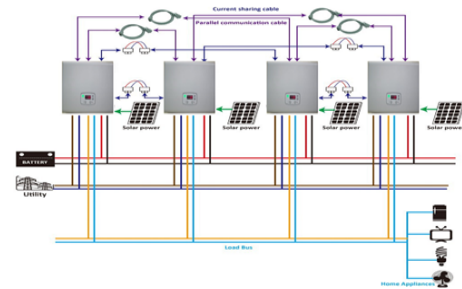 Current sharing cable
Parallel communication cable
Solar power
Solar power
Solar power
Solar powe
BATTERY
Utility
Load Bus
Home Appliances